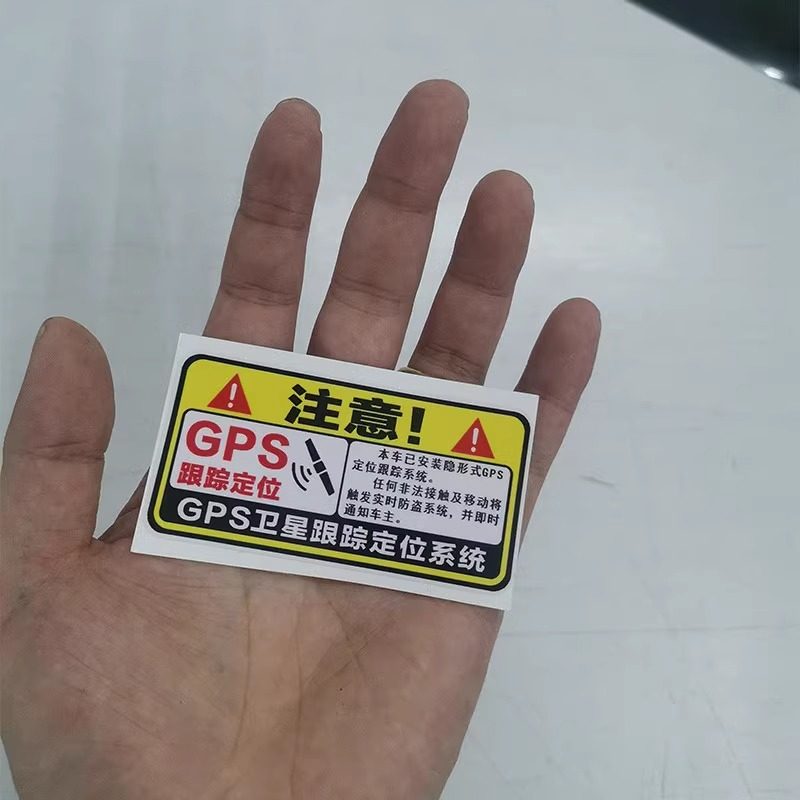 注意!
GPS
跟踪定位
本车已安装隐形式GPS
定位跟踪系统。
任何非法接触及移动将
触发实时防盗系统，并即时
通知车主。
GPS卫星跟踪定位系统